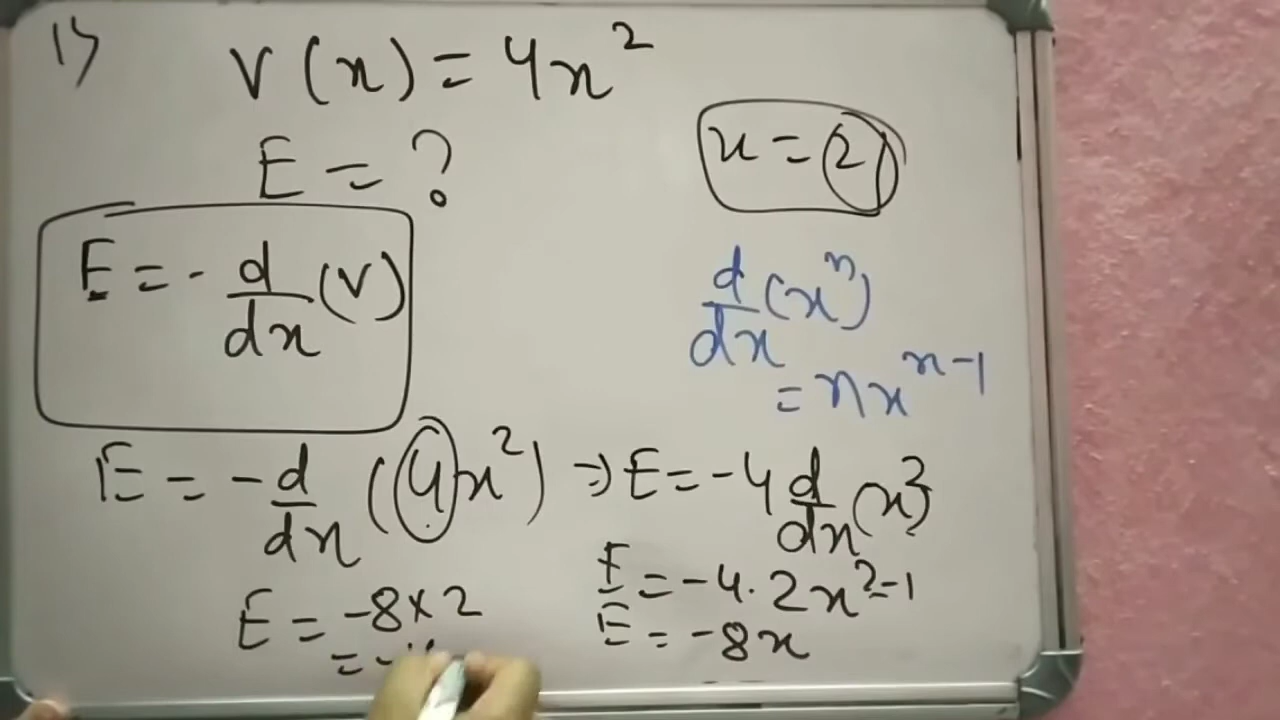 1)
V(x) = 4x²
E = ?
x = 2
E = - d/dx (V)
d/dx (xⁿ)
= nxⁿ⁻¹
E = - d/dx (4x²) ⇒ E = -4 d/dx (x²)
E = -4 . 2x²⁻¹
E = -8x
E = -8 × 2
= -